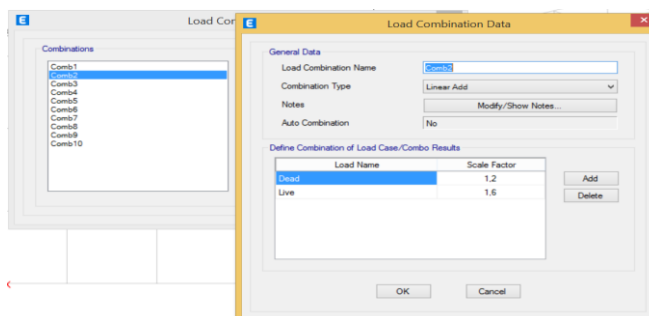 Load Cor
Combinations
Comb1
Comb2
Comb3
Comb4
Comb5
Comb6
Comb7
Comb8
Comb9
Comb10
E Load Combination Data
General Data
Load Combination Name Comb2
Combination Type Linear Add
Notes Modify/Show Notes...
Auto Combination No
Define Combination of Load Case/Combo Results
Load Name Scale Factor
Dead 1,2 Add
Live 1,6 Delete
OK Cancel